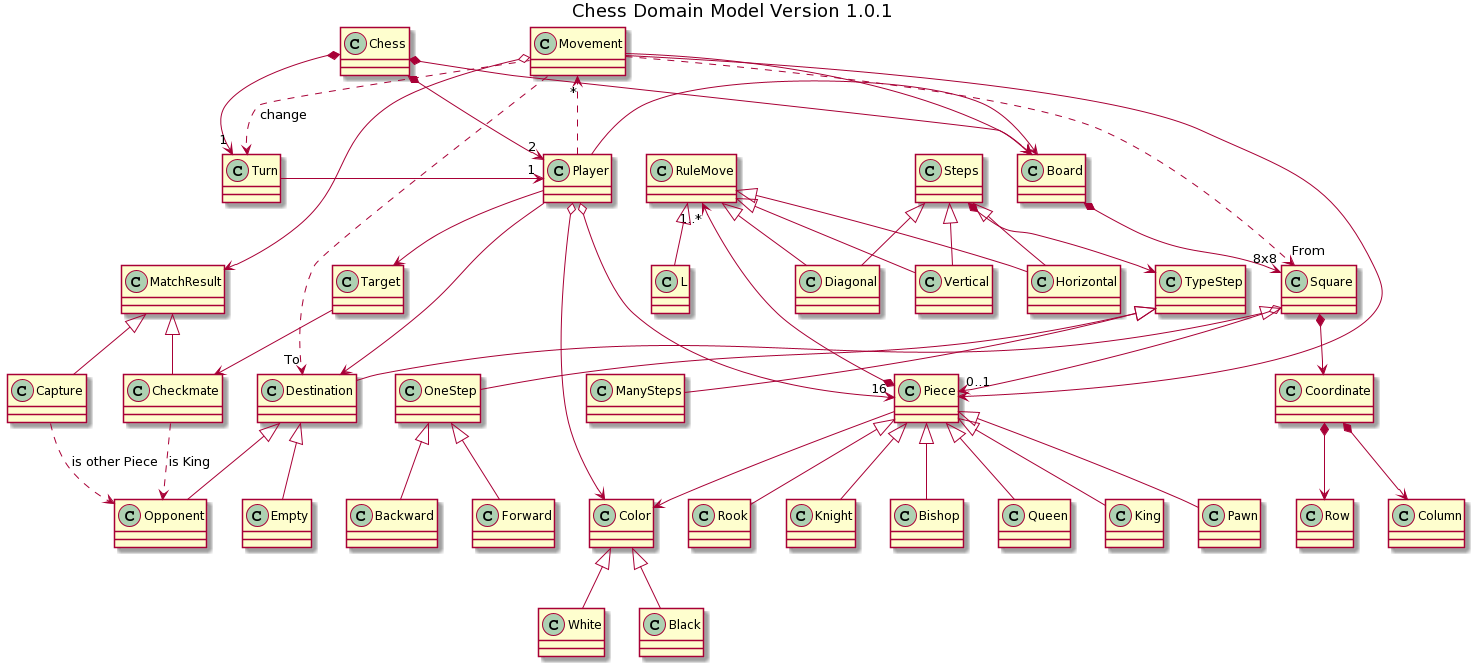 Chess Domain Model Version 1.0.1
C Chess
C Movement
*
change
1
2
1
C Turn
C Player
C RuleMove
C Steps
C Board
1..*
From
8x8
C MatchResult
C Target
C L
C Diagonal
C Vertical
C Horizontal
C TypeStep
C Square
To
16
0..1
C Capture
C Checkmate
C Destination
C OneStep
C ManySteps
C Piece
C Coordinate
is other Piece
is King
C Opponent
C Empty
C Backward
C Forward
C Color
C Rook
C Knight
C Bishop
C Queen
C King
C Pawn
C Row
C Column
C White
C Black